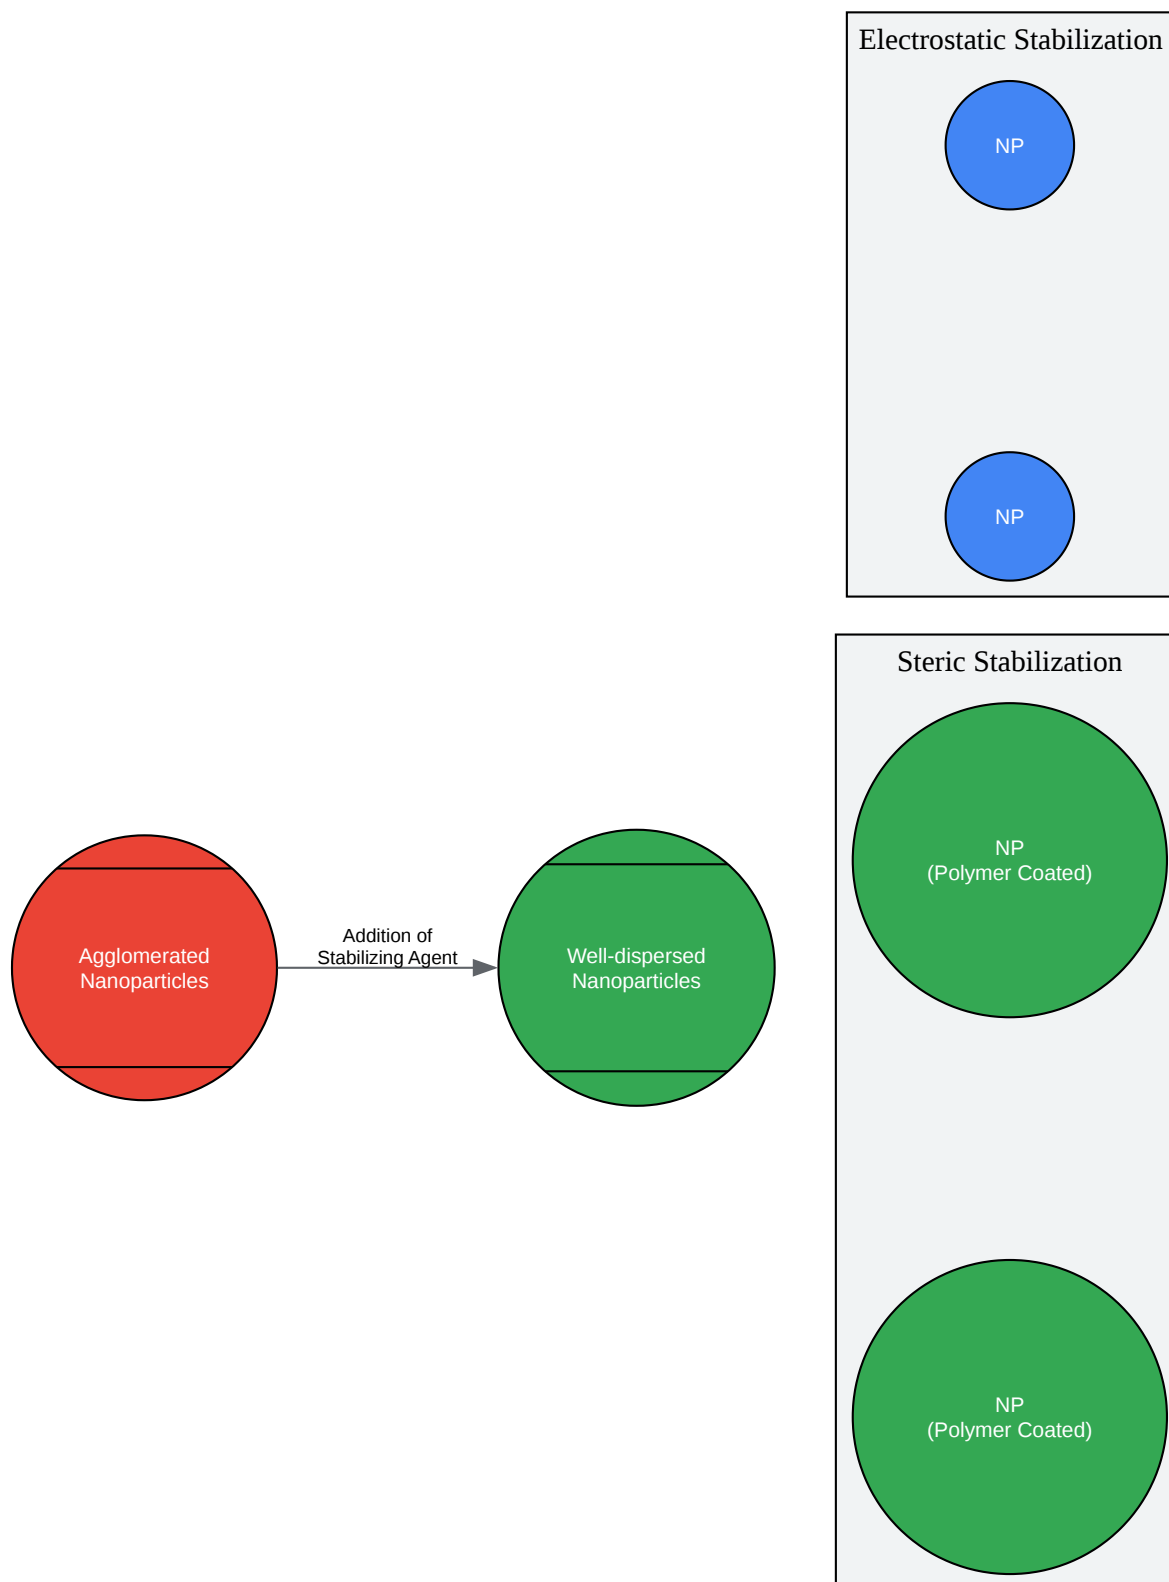 Electrostatic Stabilization
NP
NP
Steric Stabilization
NP
(Polymer Coated)
Agglomerated
Nanoparticles
Addition of
Stabilizing Agent
Well-dispersed
Nanoparticles
NP
(Polymer Coated)